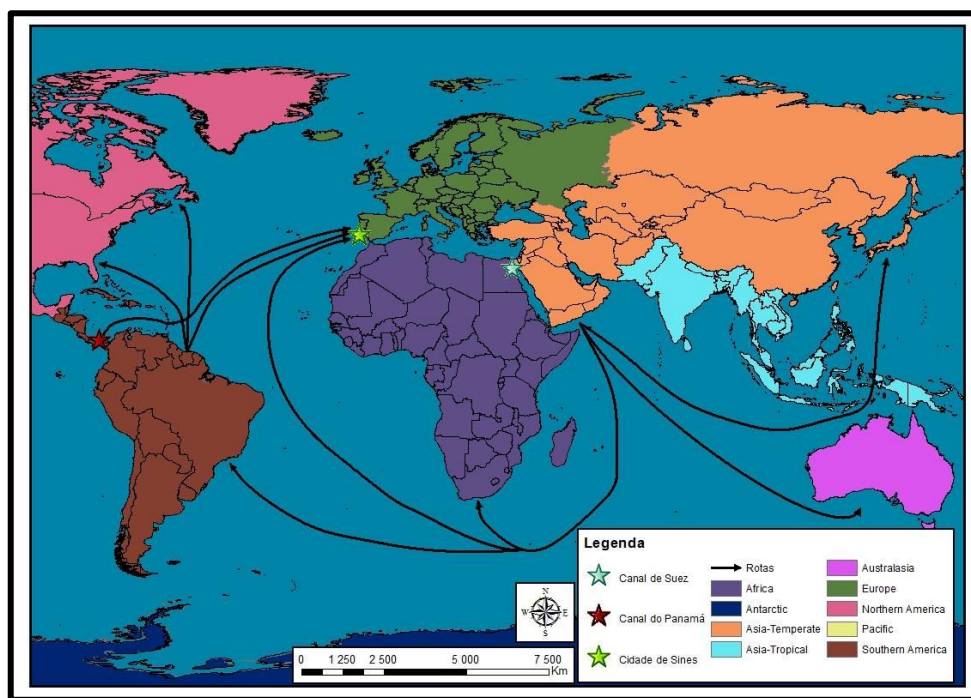 Legenda
Canal de Suez
Canal do Panamá
Cidade de Sines
Rotas
Africa
Antarctic
Asia-Temperate
Asia-Tropical
Australasia
Europe
Northern America
Pacific
Southern America
N
W E
S
0 1 250 2 500 5 000 7 500
Km